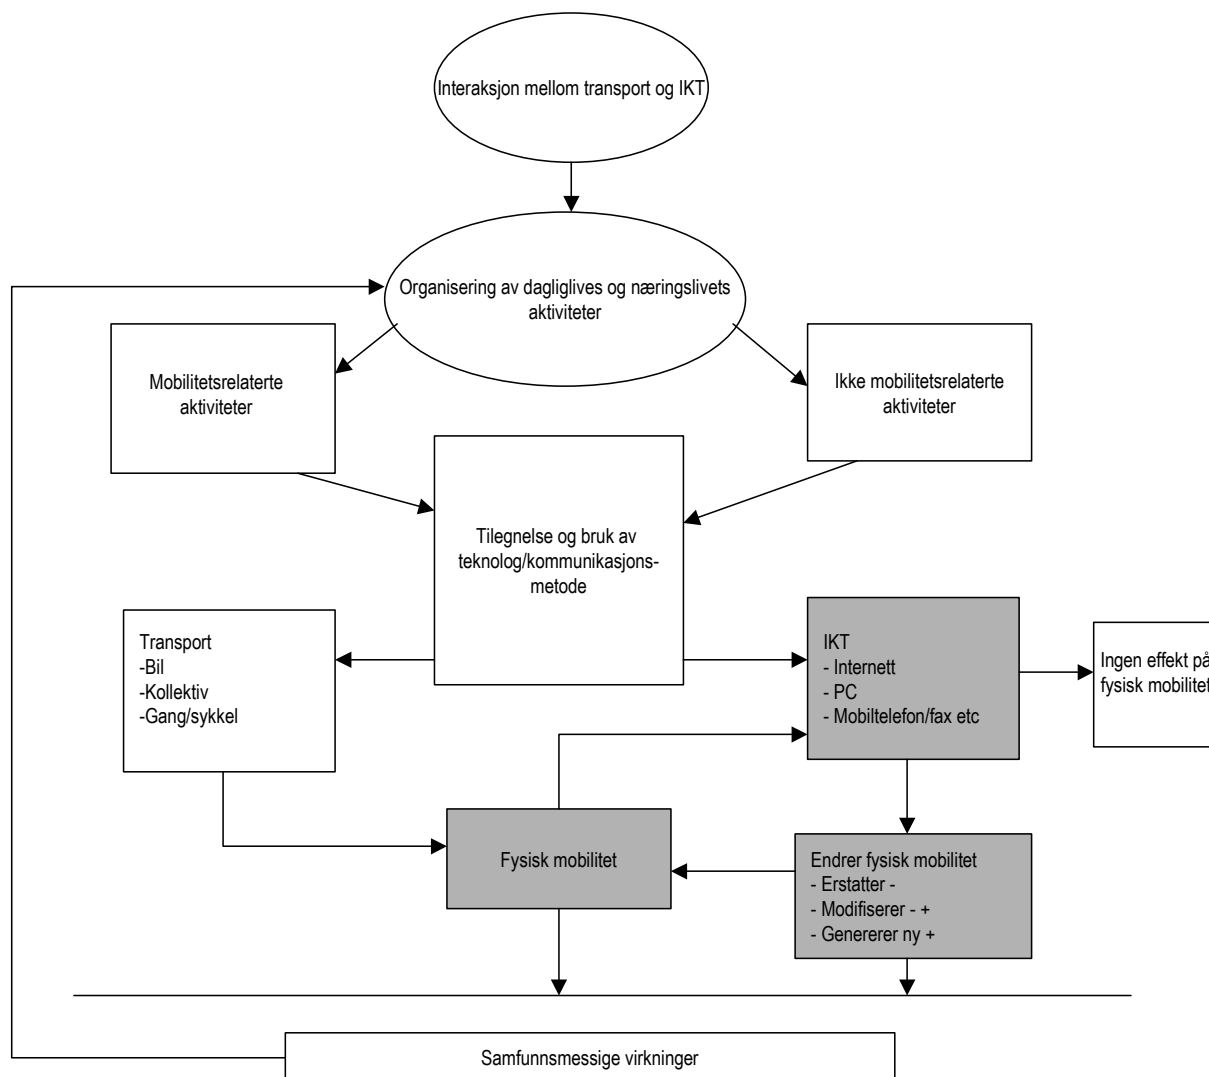 Interaksjon mellom transport og IKT
Organisering av dagliglives og næringslivets
aktiviteter
Mobilitetsrelaterte
aktiviteter
Ikke mobilitetsrelaterte
aktiviteter
Tilegnelse og bruk av
teknolog/kommunikasjons-
metode
Transport
-Bil
-Kollektiv
-Gang/sykkel
IKT
- Internett
- PC
- Mobiltelefon/fax etc
Ingen effekt på
fysisk mobilitet
Fysisk mobilitet
Endrer fysisk mobilitet
- Erstatter -
- Modifiserer - +
- Genererer ny +
Samfunnsmessige virkninger